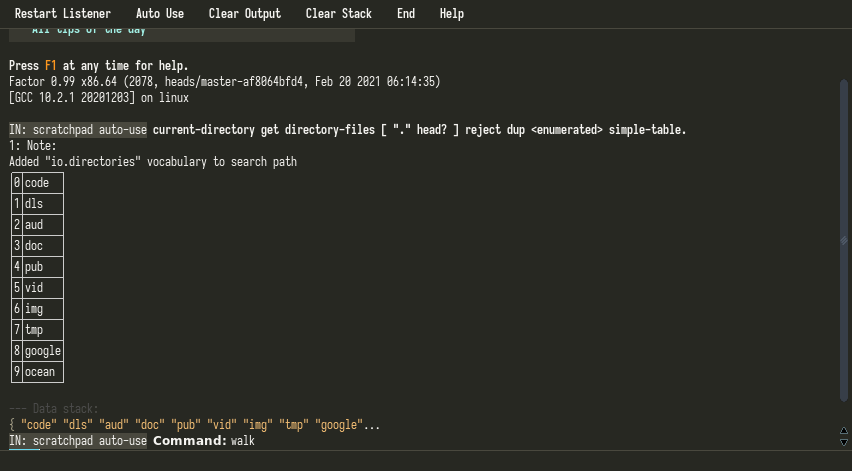 Restart Listener Auto Use Clear Output Clear Stack End Help
All tips of the day
Press F1 at any time for help.
Factor 0.99 x86.64 (2078, heads/master-af8064bfd4, Feb 20 2021 06:14:35)
[GCC 10.2.1 20201203] on linux
IN: scratchpad auto-use current-directory get directory-files [ "." head? ] reject dup <enumerated> simple-table.
1: Note:
Added "io.directories" vocabulary to search path
0 code
1 dls
2 aud
3 doc
4 pub
5 vid
6 img
7 tmp
8 google
9 ocean
--- Data stack:
{ "code" "dls" "aud" "doc" "pub" "vid" "img" "tmp" "google"...
IN: scratchpad auto-use Command: walk